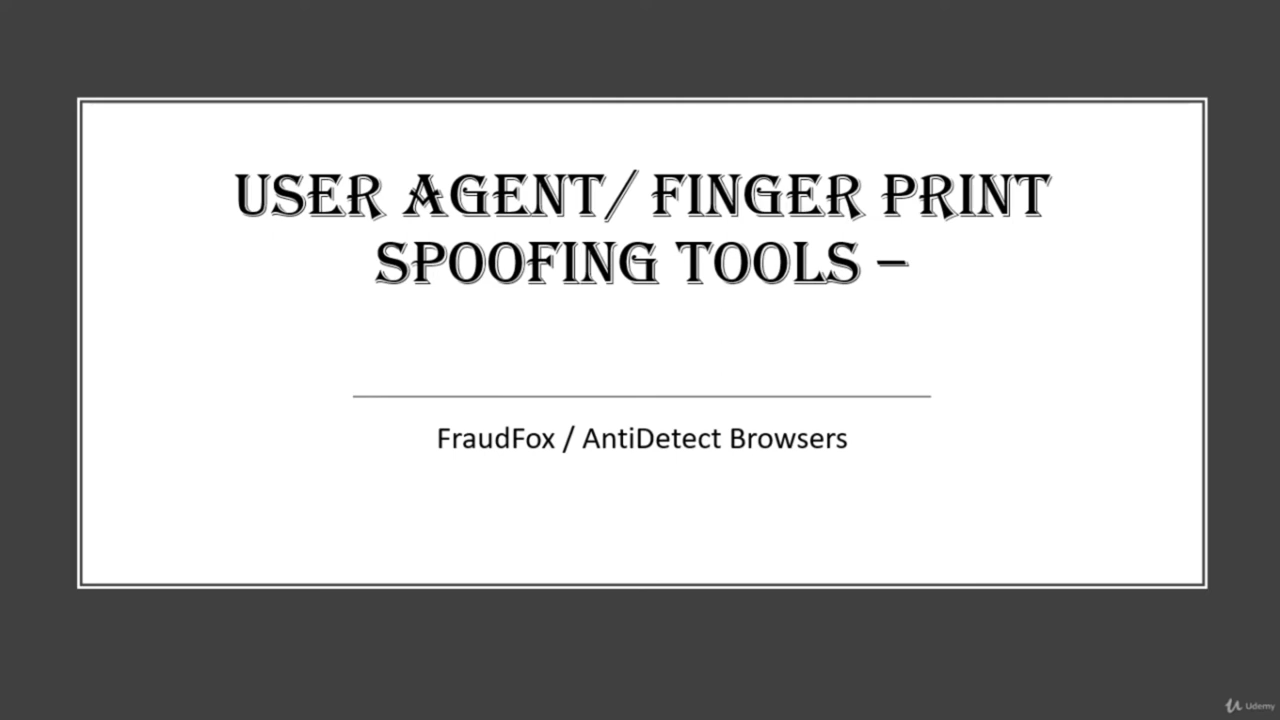 USER AGENT/ FINGER PRINT
SPOOFING TOOLS –
FraudFox / AntiDetect Browsers
Udemy